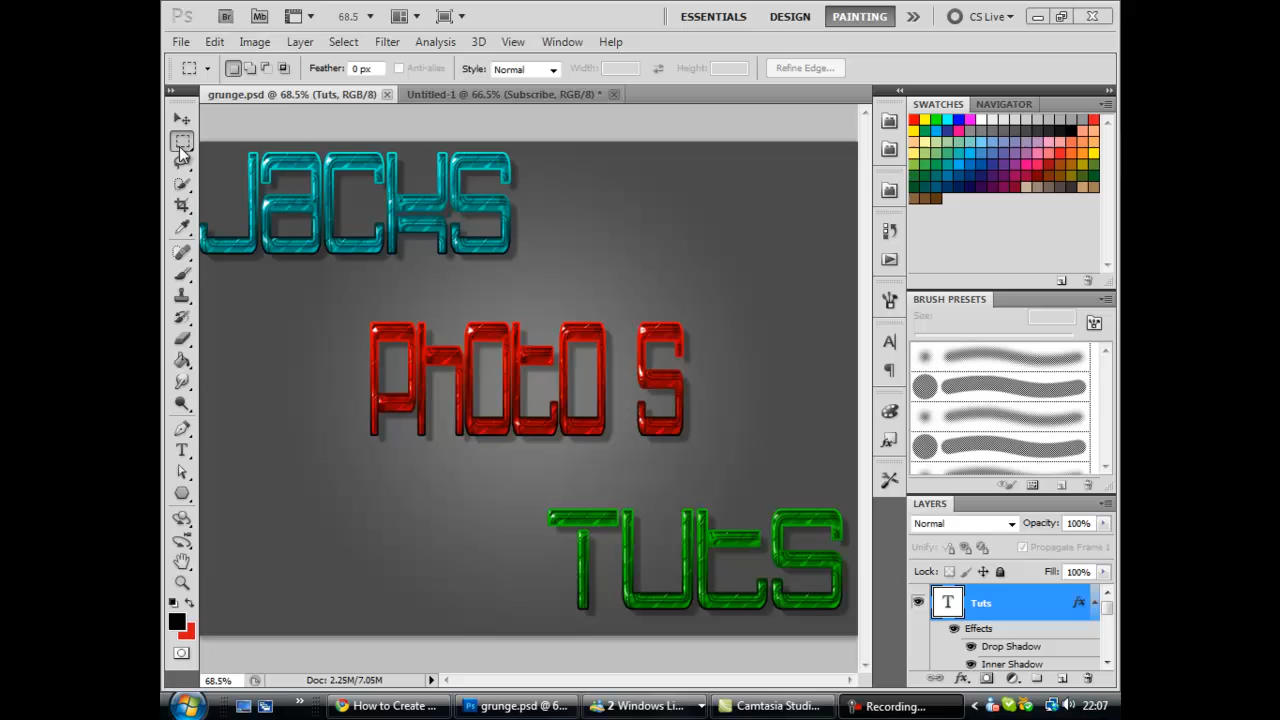 Ps Br Mb 68.5 ESSENTIALS DESIGN PAINTING CS Live
File Edit Image Layer Select Filter Analysis 3D View Window Help
Feather: 0 px Anti-alias Style: Normal Width: Height: Refine Edge...
grunge.psd @ 68.5% (Tuts, RGB/8) Untitled-1 @ 66.5% (Subscribe, RGB/8) *
SWATCHES NAVIGATOR
Jacks
Photo S
Tuts
BRUSH PRESETS
Size:
LAYERS
Normal Opacity: 100%
Unify: Propagate Frame 1
Lock: Fill: 100%
T Tuts fx
Effects
Drop Shadow
Inner Shadow
68.5% Doc: 2.25M/7.05M
How to Create ... grunge.psd @ 6... 2 Windows Li... Camtasia Studi... Recording... 22:07